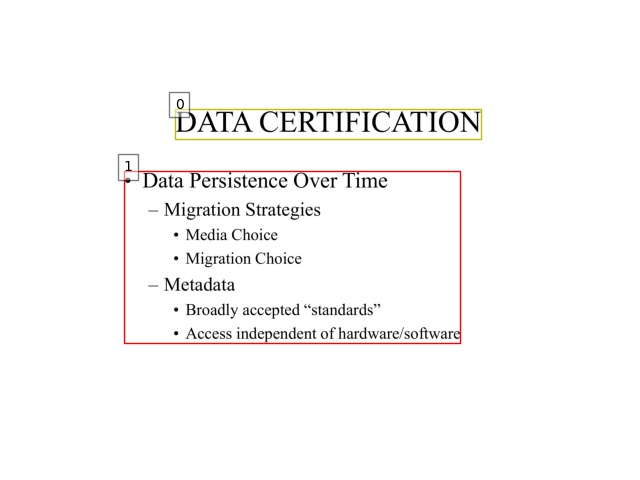 0
DATA CERTIFICATION
1
• Data Persistence Over Time
– Migration Strategies
• Media Choice
• Migration Choice
– Metadata
• Broadly accepted “standards”
• Access independent of hardware/software